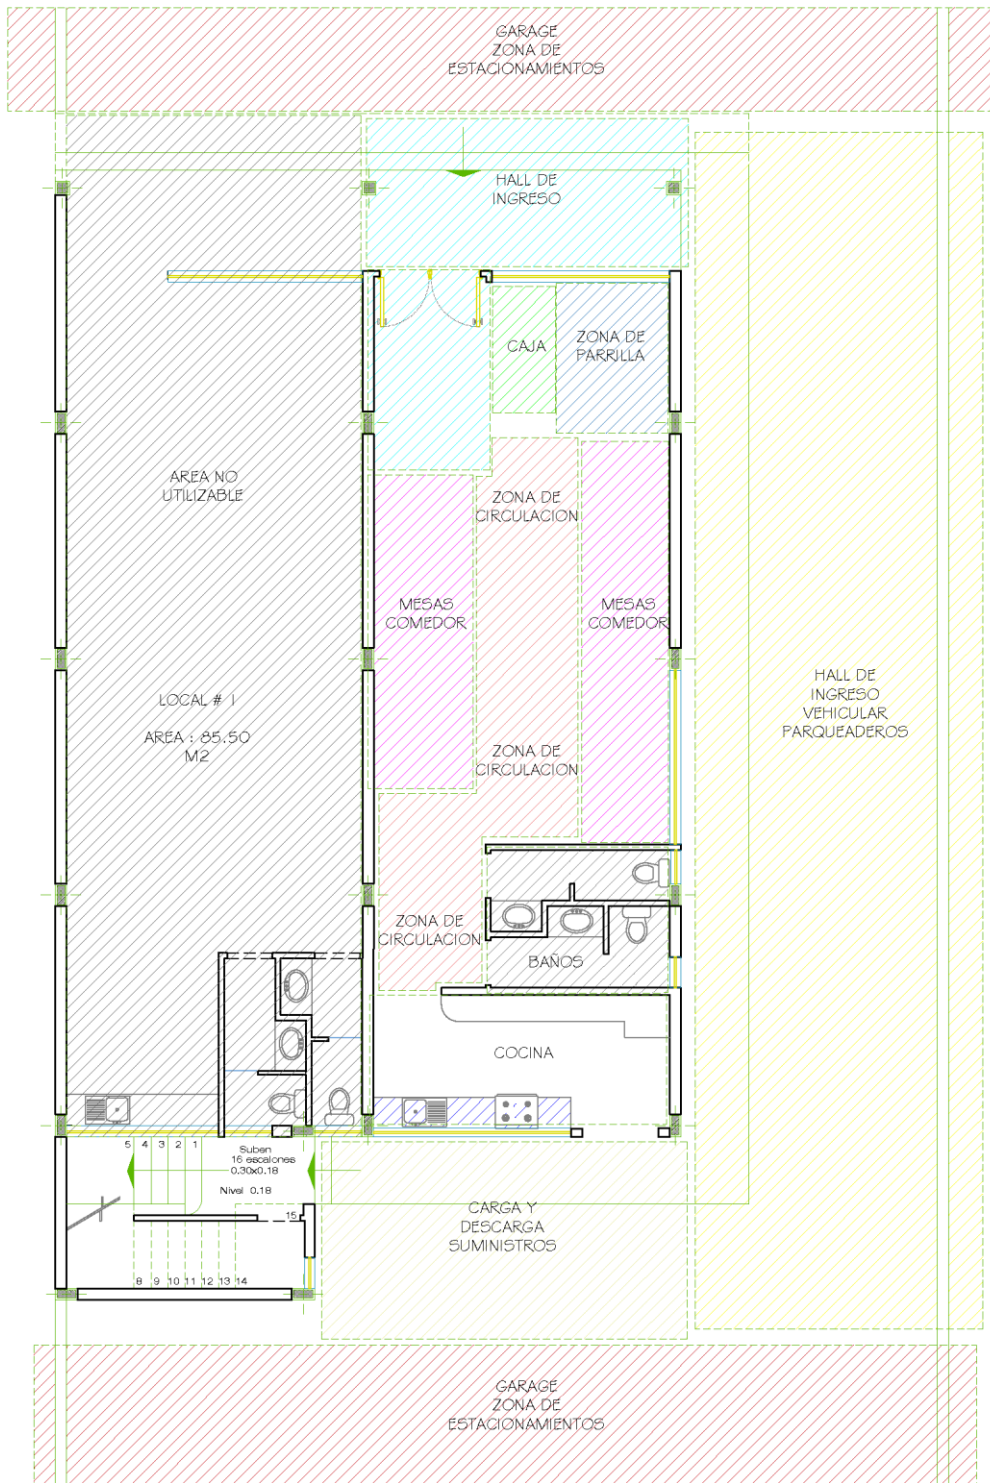 GARAGE
ZONA DE
ESTACIONAMIENTOS
HALL DE
INGRESO
CAJA
ZONA DE
PARRILLA
AREA NO
UTILIZABLE
ZONA DE
CIRCULACION
MESAS
COMEDOR
MESAS
COMEDOR
HALL DE
INGRESO
VEHICULAR
PARQUEADEROS
LOCAL # 1
AREA : 85.50
M2
ZONA DE
CIRCULACION
ZONA DE
CIRCULACION
BAÑOS
COCINA
5 4 3 2 1
Suben
16 escalones
0.30x0.18
Nivel 0.18
15
8 9 10 11 12 13 14
CARGA Y
DESCARGA
SUMINISTROS
GARAGE
ZONA DE
ESTACIONAMIENTOS